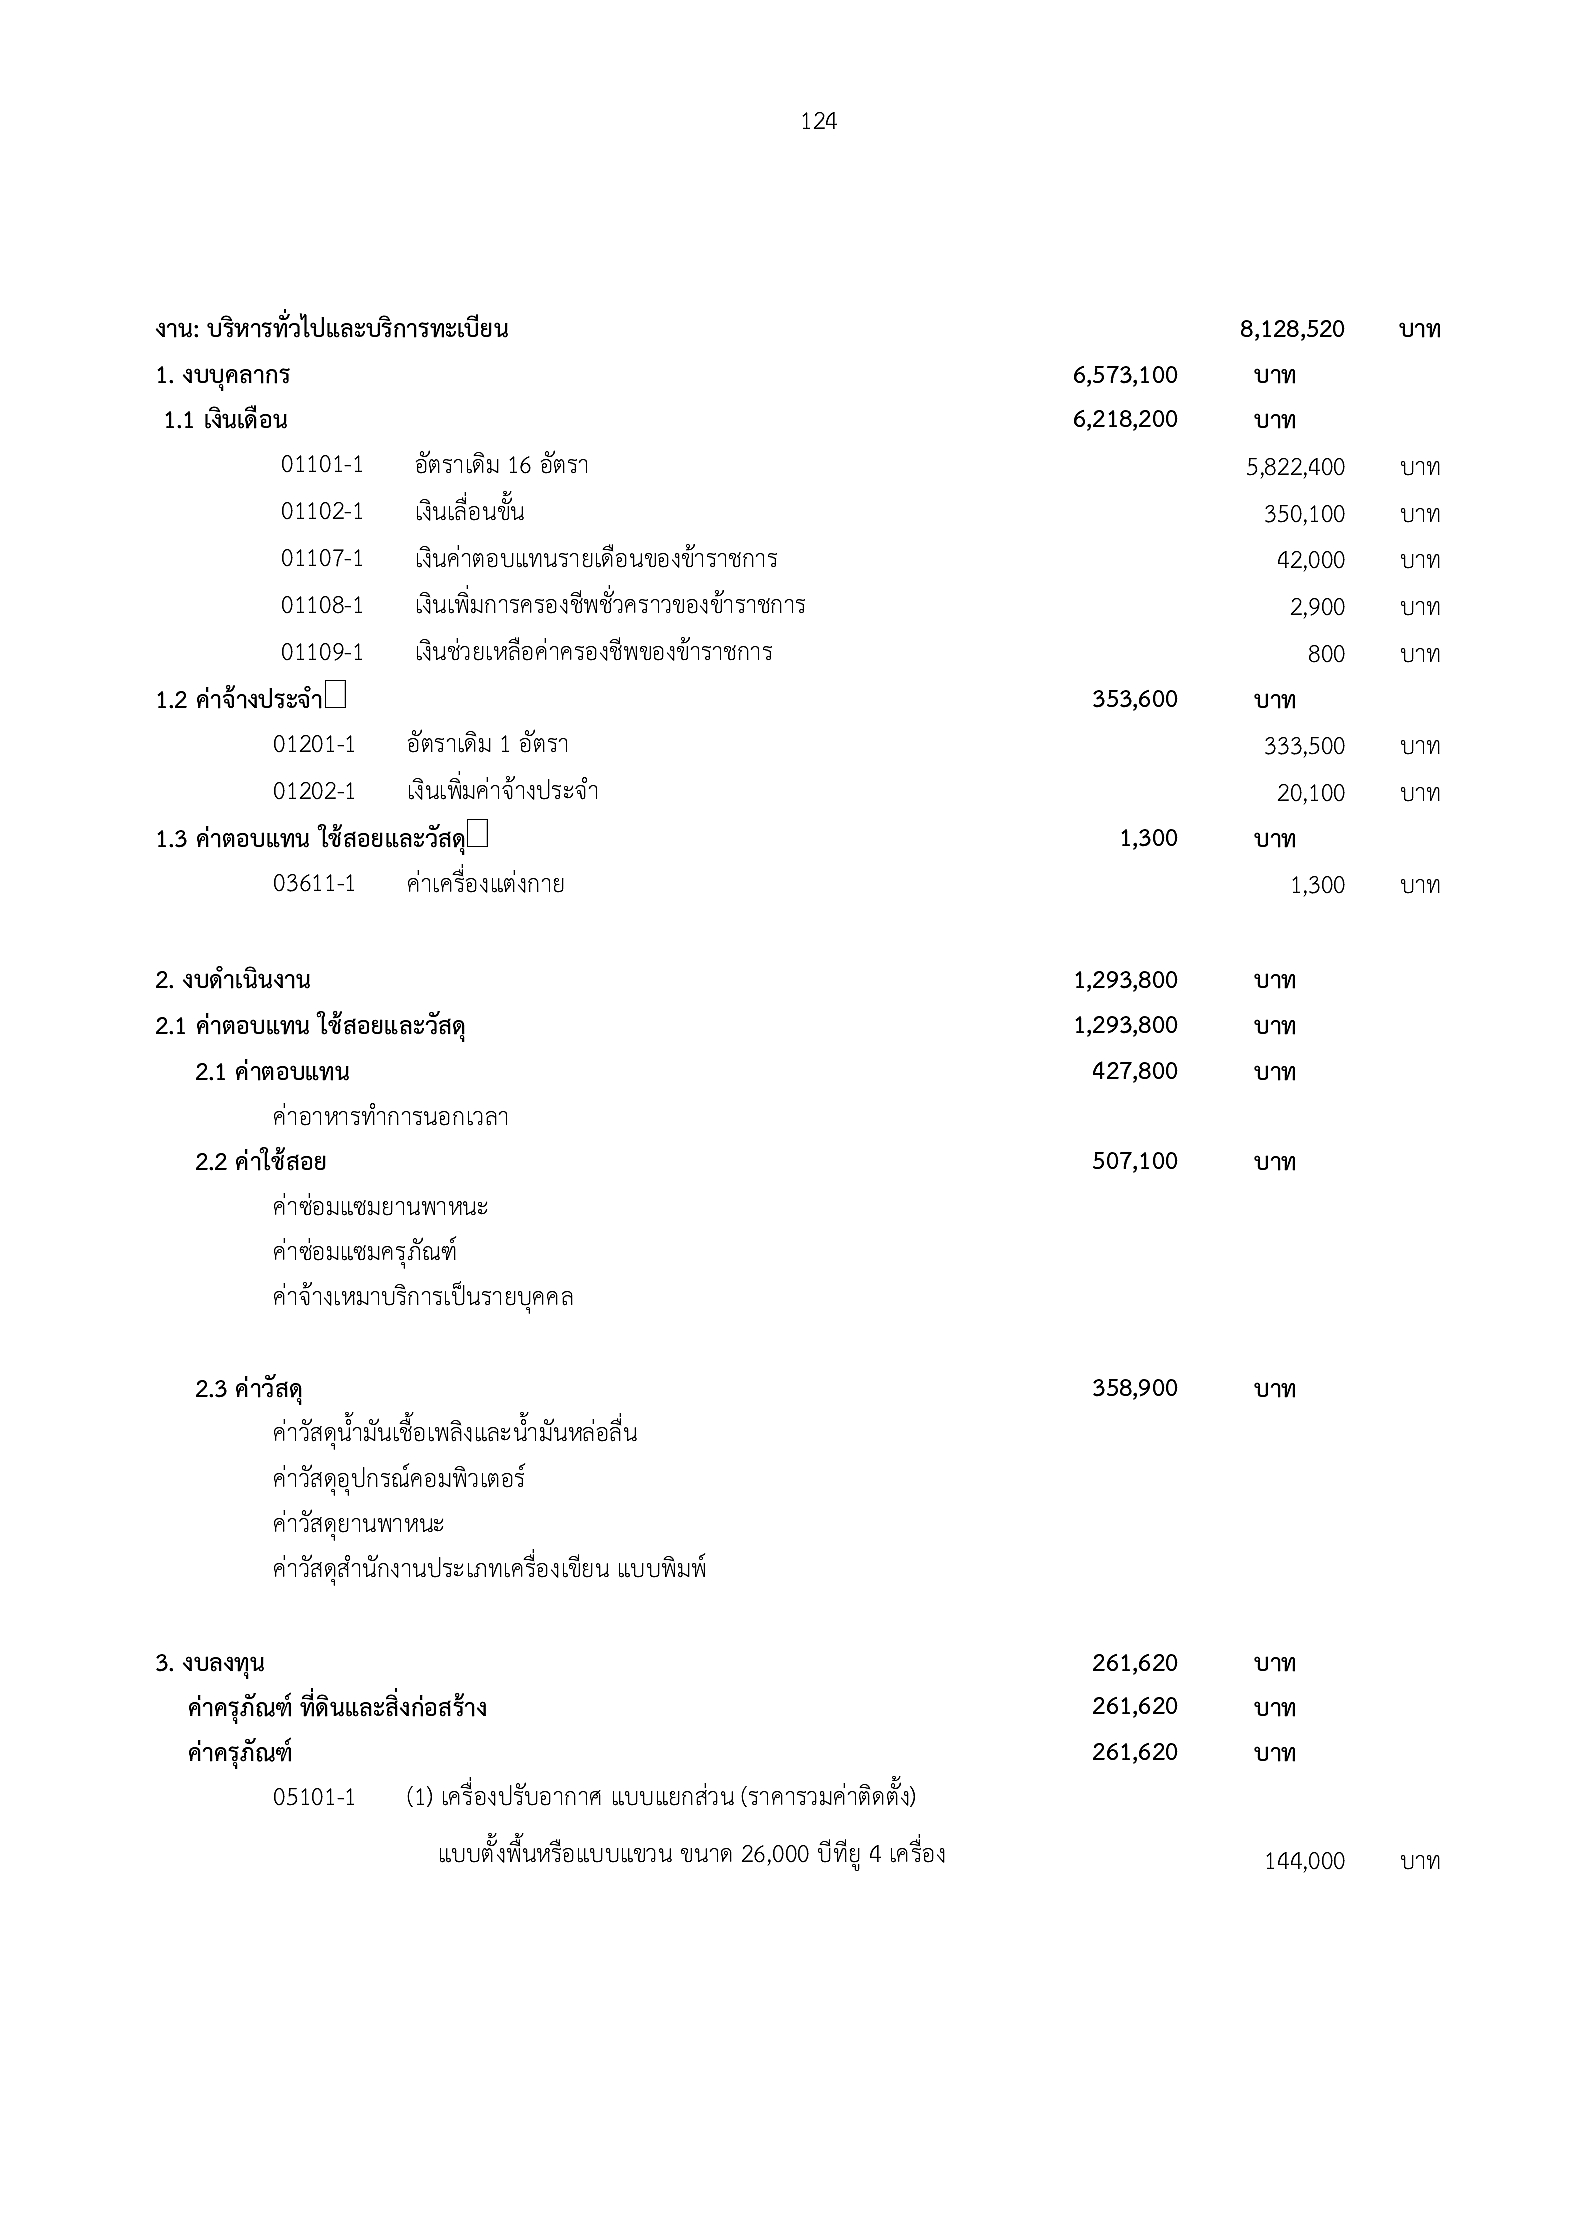 124
งาน: บริหารทั่วไปและบริการทะเบียน 8,128,520 บาท
1. งบบุคลากร 6,573,100 บาท
1.1 เงินเดือน 6,218,200 บาท
01101-1 อัตราเดิม 16 อัตรา 5,822,400 บาท
01102-1 เงินเลื่อนขั้น 350,100 บาท
01107-1 เงินค่าตอบแทนรายเดือนของข้าราชการ 42,000 บาท
01108-1 เงินเพิ่มการครองชีพชั่วคราวของข้าราชการ 2,900 บาท
01109-1 เงินช่วยเหลือค่าครองชีพของข้าราชการ 800 บาท
1.2 ค่าจ้างประจำ 353,600 บาท
01201-1 อัตราเดิม 1 อัตรา 333,500 บาท
01202-1 เงินเพิ่มค่าจ้างประจำ 20,100 บาท
1.3 ค่าตอบแทน ใช้สอยและวัสดุ 1,300 บาท
03611-1 ค่าเครื่องแต่งกาย 1,300 บาท
2. งบดำเนินงาน 1,293,800 บาท
2.1 ค่าตอบแทน ใช้สอยและวัสดุ 1,293,800 บาท
2.1 ค่าตอบแทน 427,800 บาท
ค่าอาหารทำการนอกเวลา
2.2 ค่าใช้สอย 507,100 บาท
ค่าซ่อมแซมยานพาหนะ
ค่าซ่อมแซมครุภัณฑ์
ค่าจ้างเหมาบริการเป็นรายบุคคล
2.3 ค่าวัสดุ 358,900 บาท
ค่าวัสดุน้ำมันเชื้อเพลิงและน้ำมันหล่อลื่น
ค่าวัสดุอุปกรณ์คอมพิวเตอร์
ค่าวัสดุยานพาหนะ
ค่าวัสดุสำนักงานประเภทเครื่องเขียน แบบพิมพ์
3. งบลงทุน 261,620 บาท
ค่าครุภัณฑ์ ที่ดินและสิ่งก่อสร้าง 261,620 บาท
ค่าครุภัณฑ์ 261,620 บาท
05101-1 (1) เครื่องปรับอากาศ แบบแยกส่วน (ราคารวมค่าติดตั้ง)
แบบตั้งพื้นหรือแบบแขวน ขนาด 26,000 บีทียู 4 เครื่อง 144,000 บาท